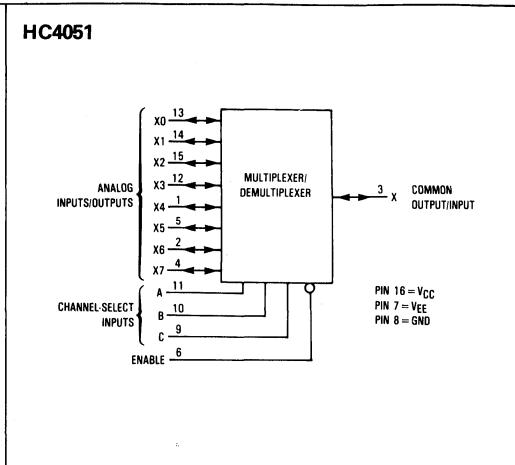 HC4051
X0 13
X1 14
X2 15
X3 12
X4 1
X5 5
X6 2
X7 4
ANALOG
INPUTS/OUTPUTS
MULTIPLEXER/
DEMULTIPLEXER
3 X
COMMON
OUTPUT/INPUT
A 11
B 10
C 9
CHANNEL-SELECT
INPUTS
ENABLE 6
PIN 16 = VCC
PIN 7 = VEE
PIN 8 = GND